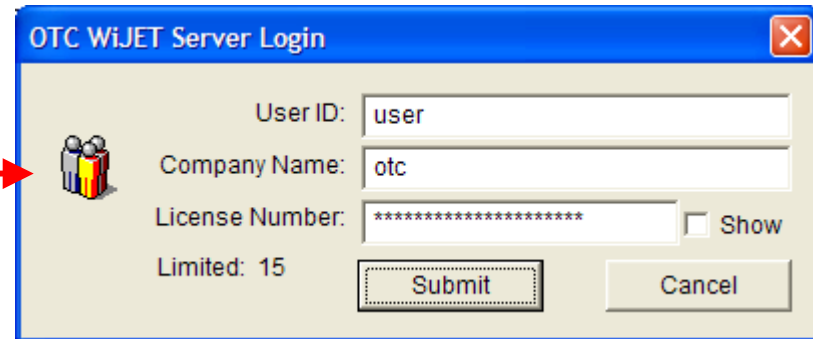 OTC WiJET Server Login
User ID: user
Company Name: otc
License Number: ********************* Show
Limited: 15 Submit Cancel